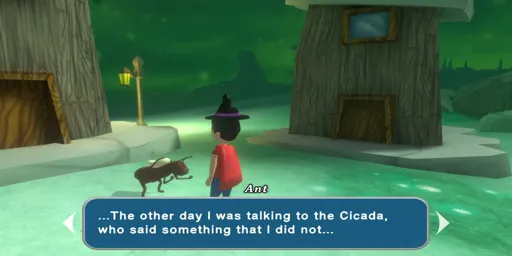 Ant
...The other day I was talking to the Cicada,
who said something that I did not...